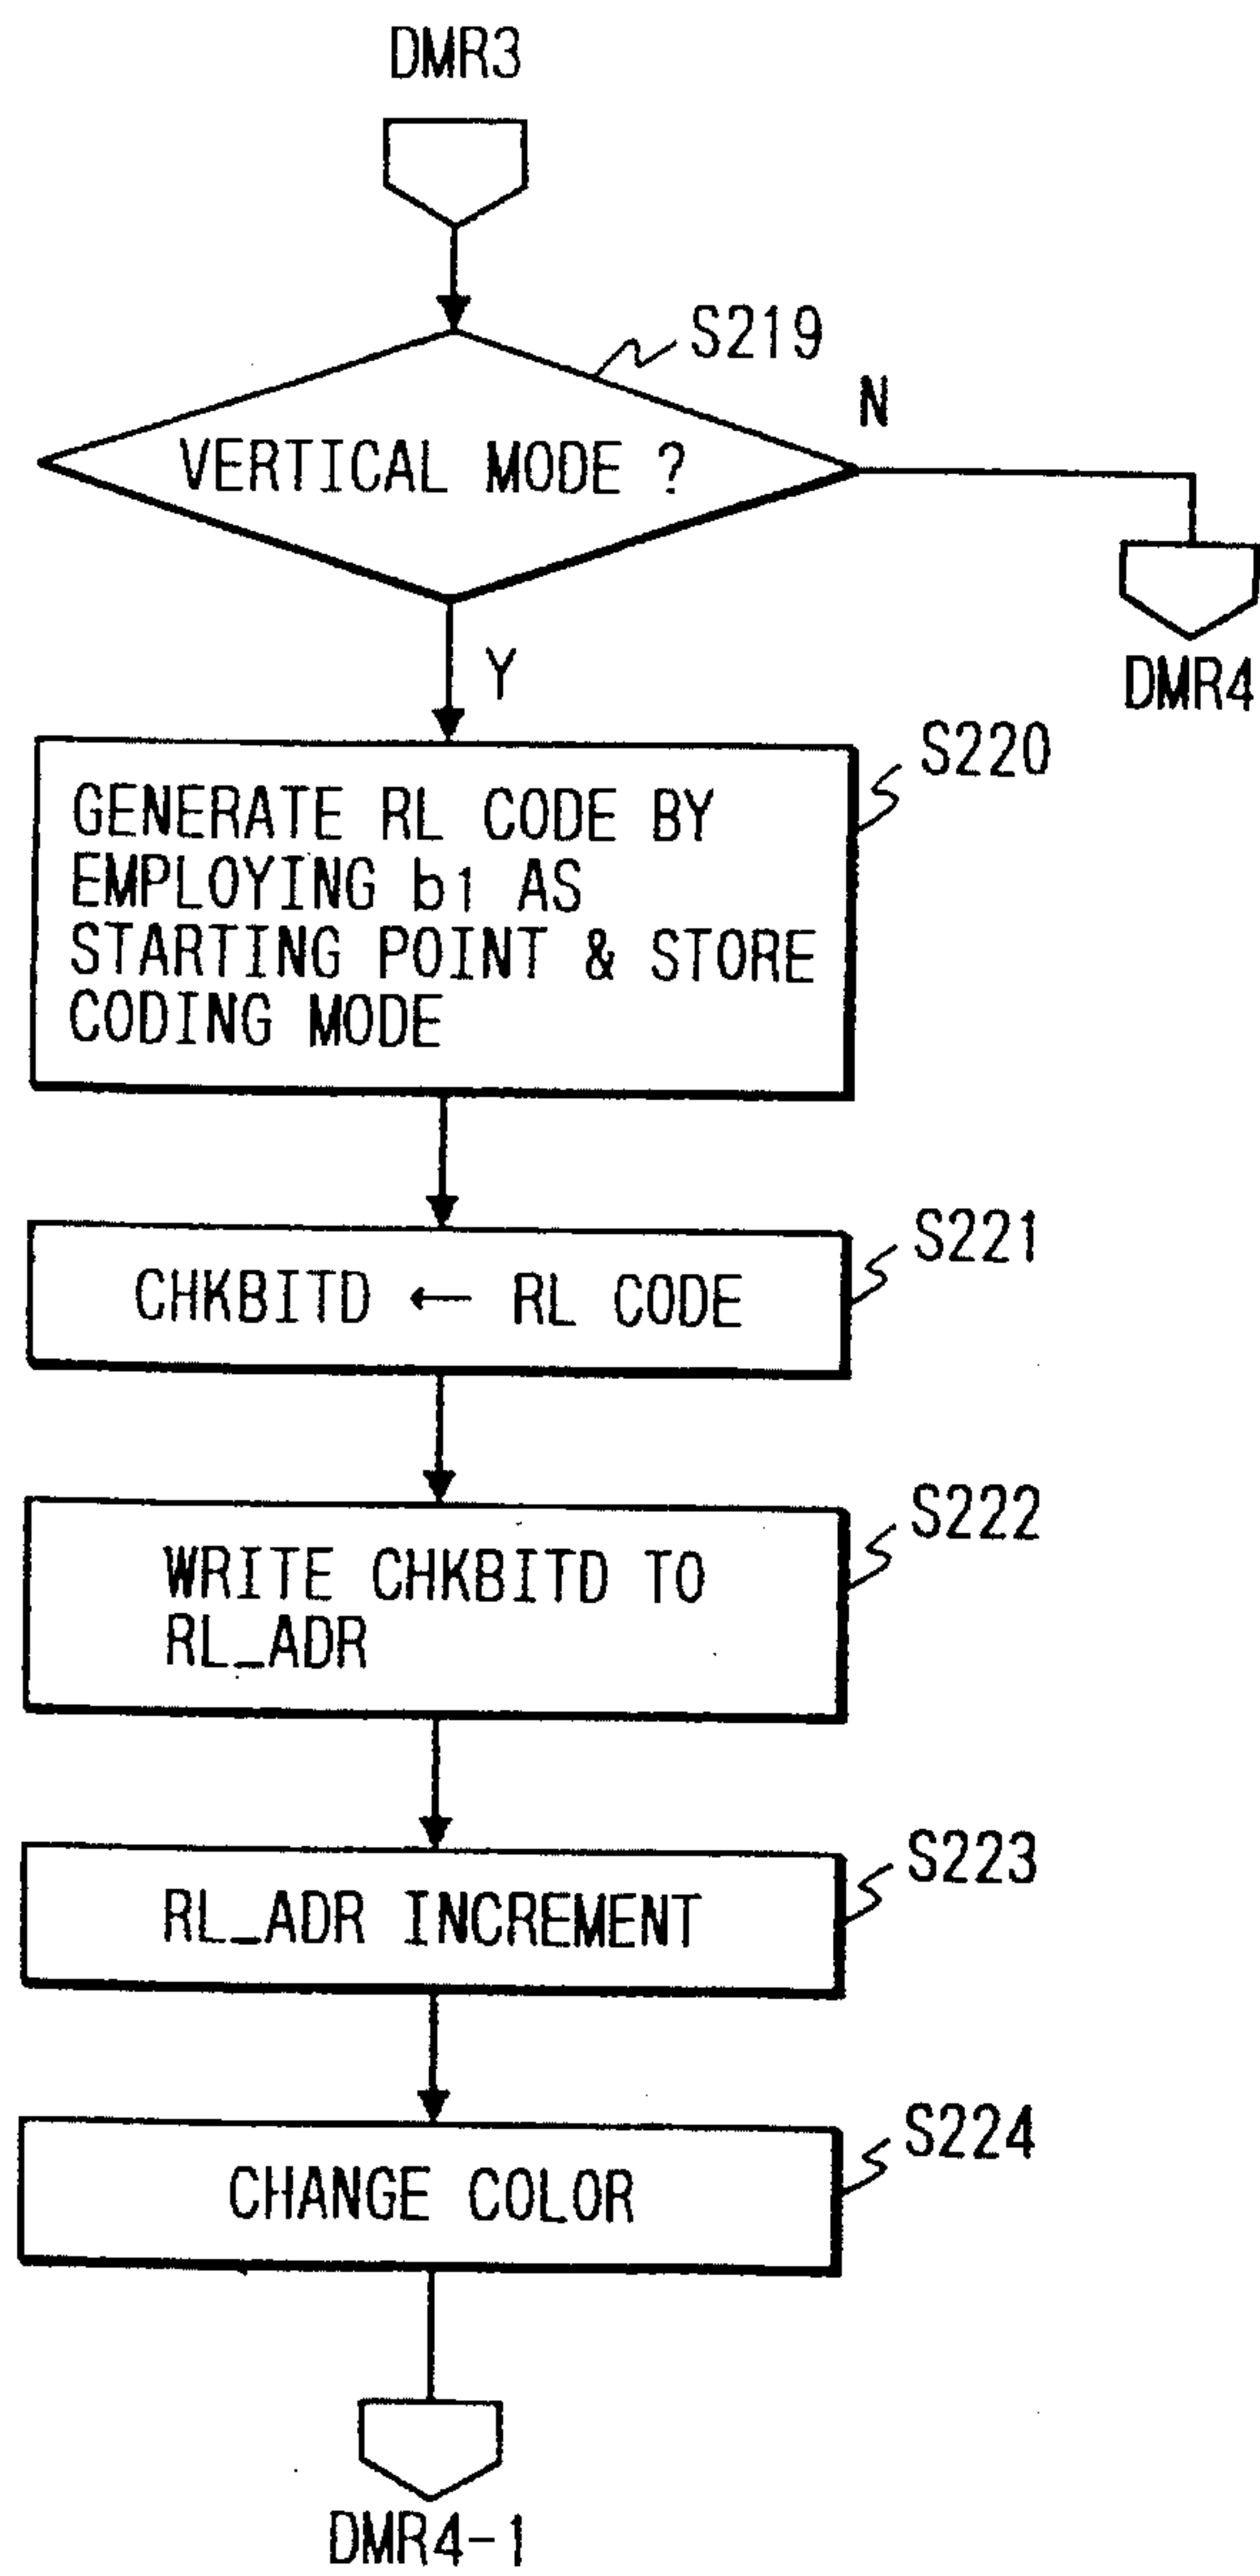 DMR3
S219
N
VERTICAL MODE ?
Y
DMR4
S220
GENERATE RL CODE BY
EMPLOYING b1 AS
STARTING POINT & STORE
CODING MODE
S221
CHKBITD ← RL CODE
S222
WRITE CHKBITD TO
RL_ADR
S223
RL_ADR INCREMENT
S224
CHANGE COLOR
DMR4-1